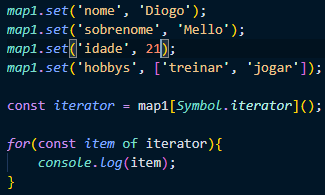 map1.set('nome', 'Diogo');
map1.set('sobrenome', 'Mello');
map1.set('idade', 21);
map1.set('hobbys', ['treinar', 'jogar']);
const iterator = map1[Symbol.iterator]();
for(const item of iterator){
console.log(item);
}